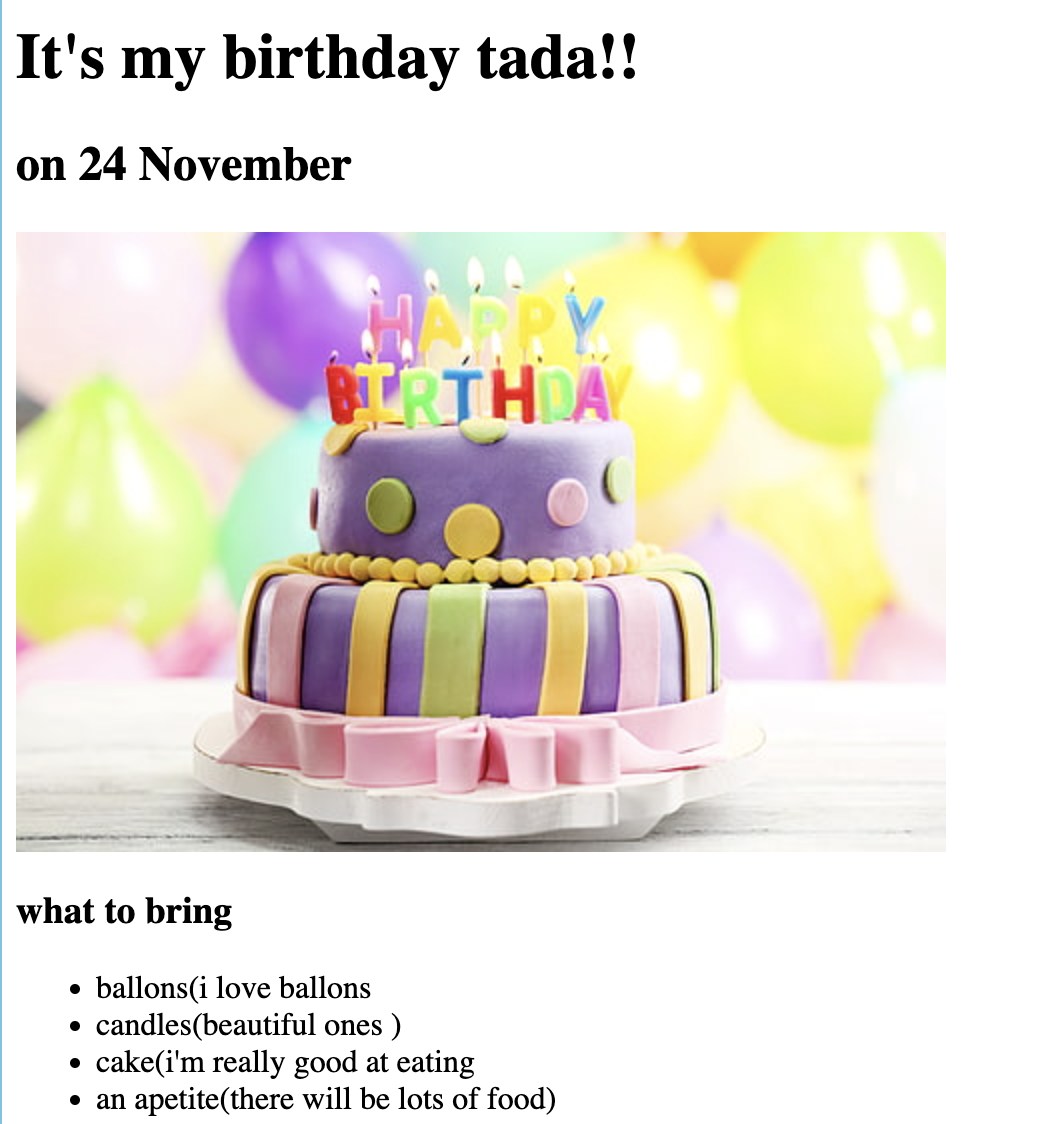 It's my birthday tada!!
on 24 November
HAPPY
BIRTHDAY
what to bring
ballons(i love ballons
candles(beautiful ones )
cake(i'm really good at eating
an apetite(there will be lots of food)